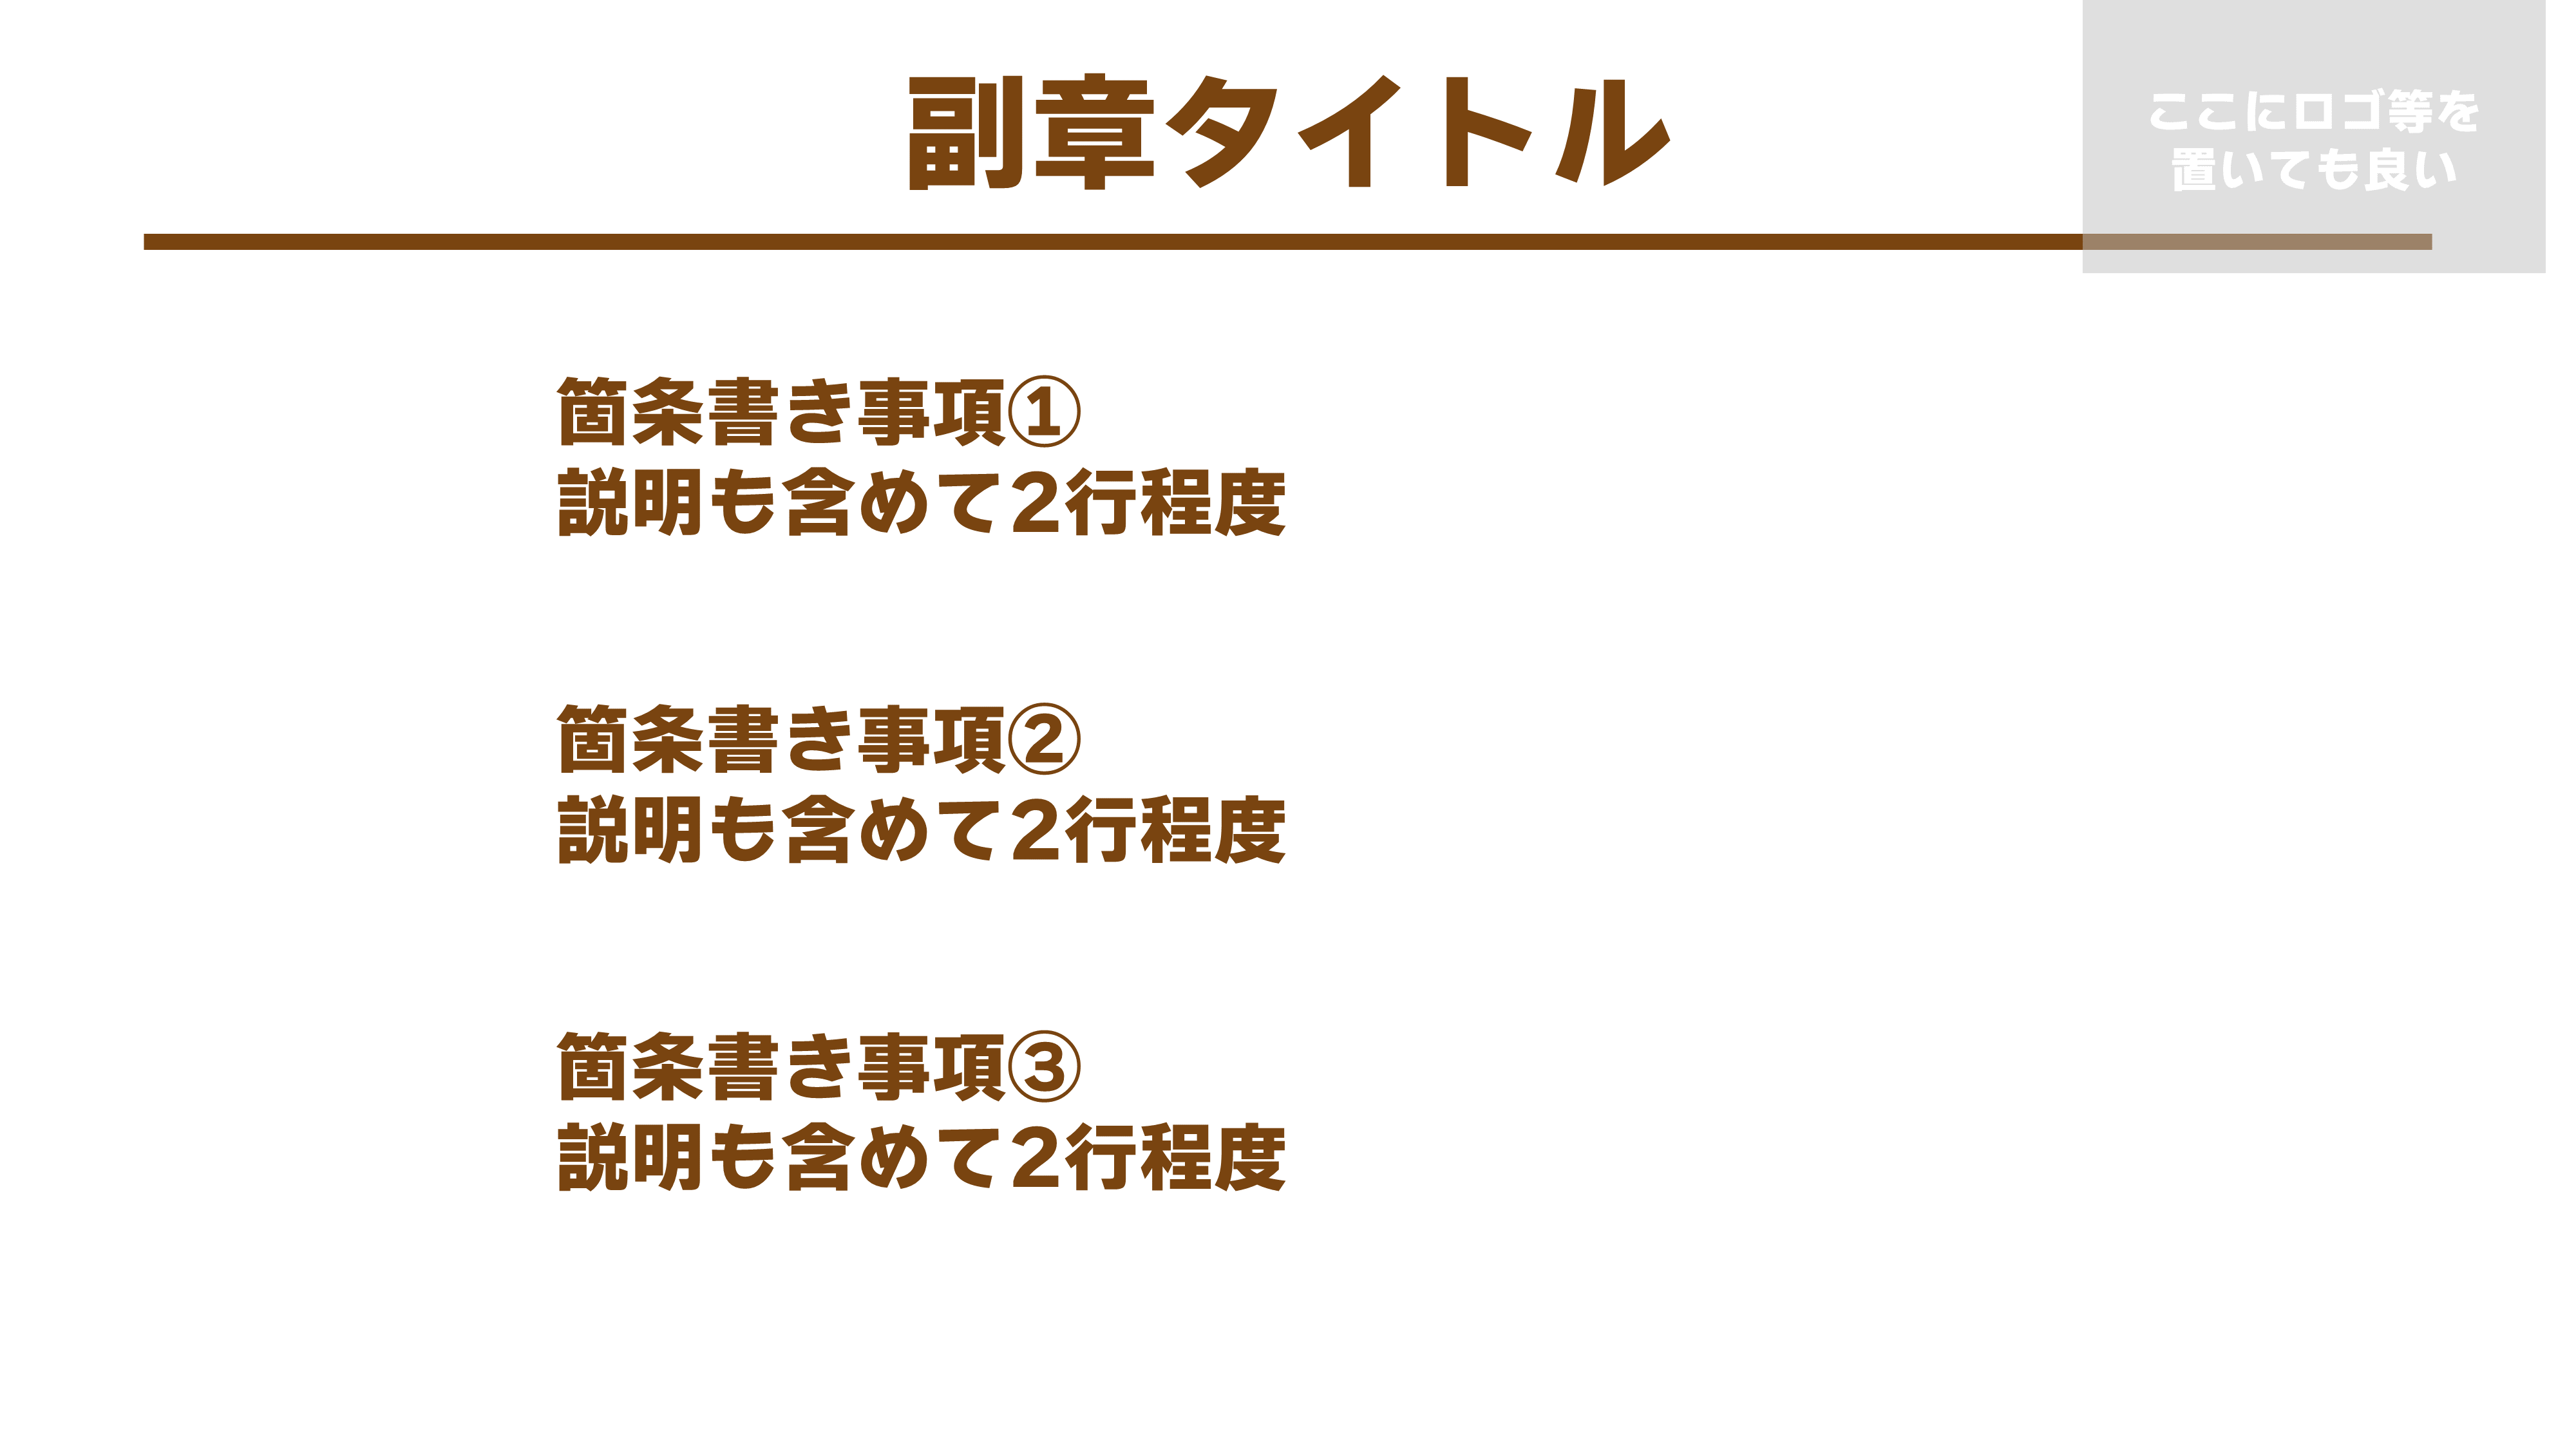 副章タイトル
ここにロゴ等を
置いても良い
箇条書き事項①
説明も含めて2行程度
箇条書き事項②
説明も含めて2行程度
箇条書き事項③
説明も含めて2行程度